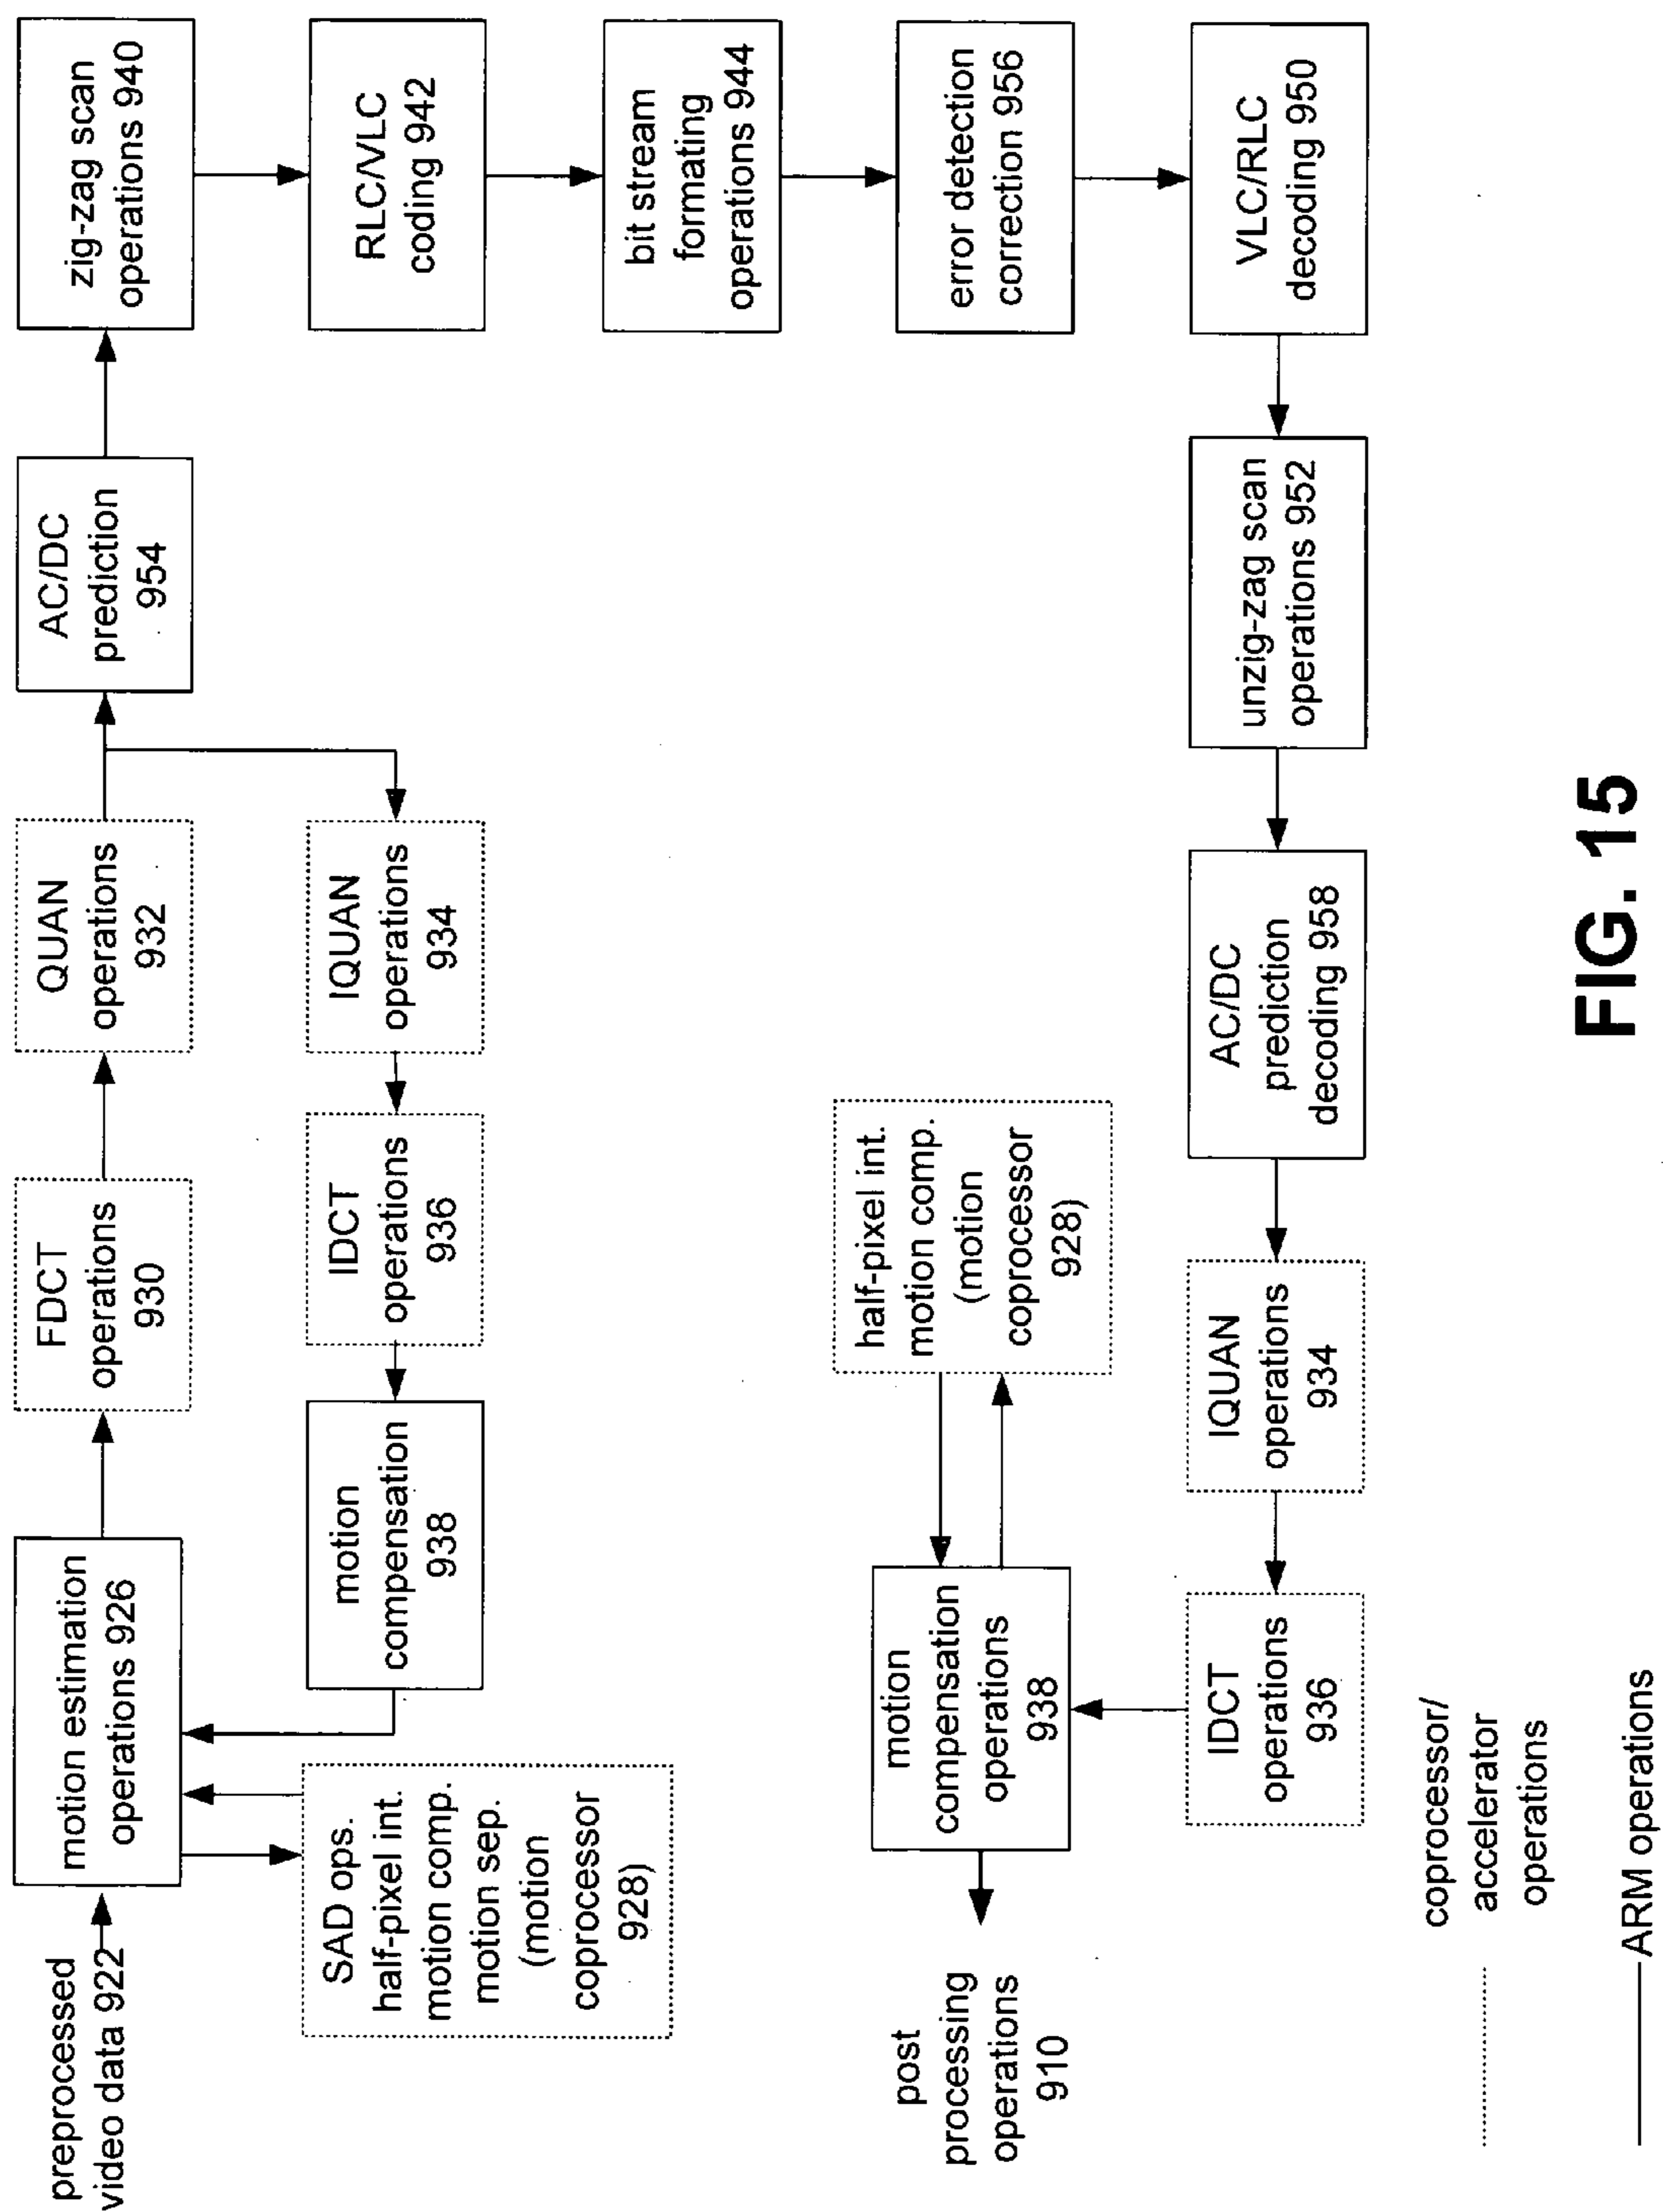 preprocessed
video data 922
motion estimation
operations 926
FDCT
operations
930
QUAN
operations
932
AC/DC
prediction
954
zig-zag scan
operations 940
SAD ops.
half-pixel int.
motion comp.
motion sep.
(motion
coprocessor
928)
motion
compensation
938
IDCT
operations
936
IQUAN
operations
934
RLC/VLC
coding 942
bit stream
formating
operations 944
post
processing
operations
910
motion
compensation
operations
938
half-pixel int.
motion comp.
(motion
coprocessor
928)
error detection
correction 956
IDCT
operations
936
IQUAN
operations
934
AC/DC
prediction
decoding 958
unzig-zag scan
operations 952
VLC/RLC
decoding 950
coprocessor/
accelerator
operations
ARM operations
FIG. 15